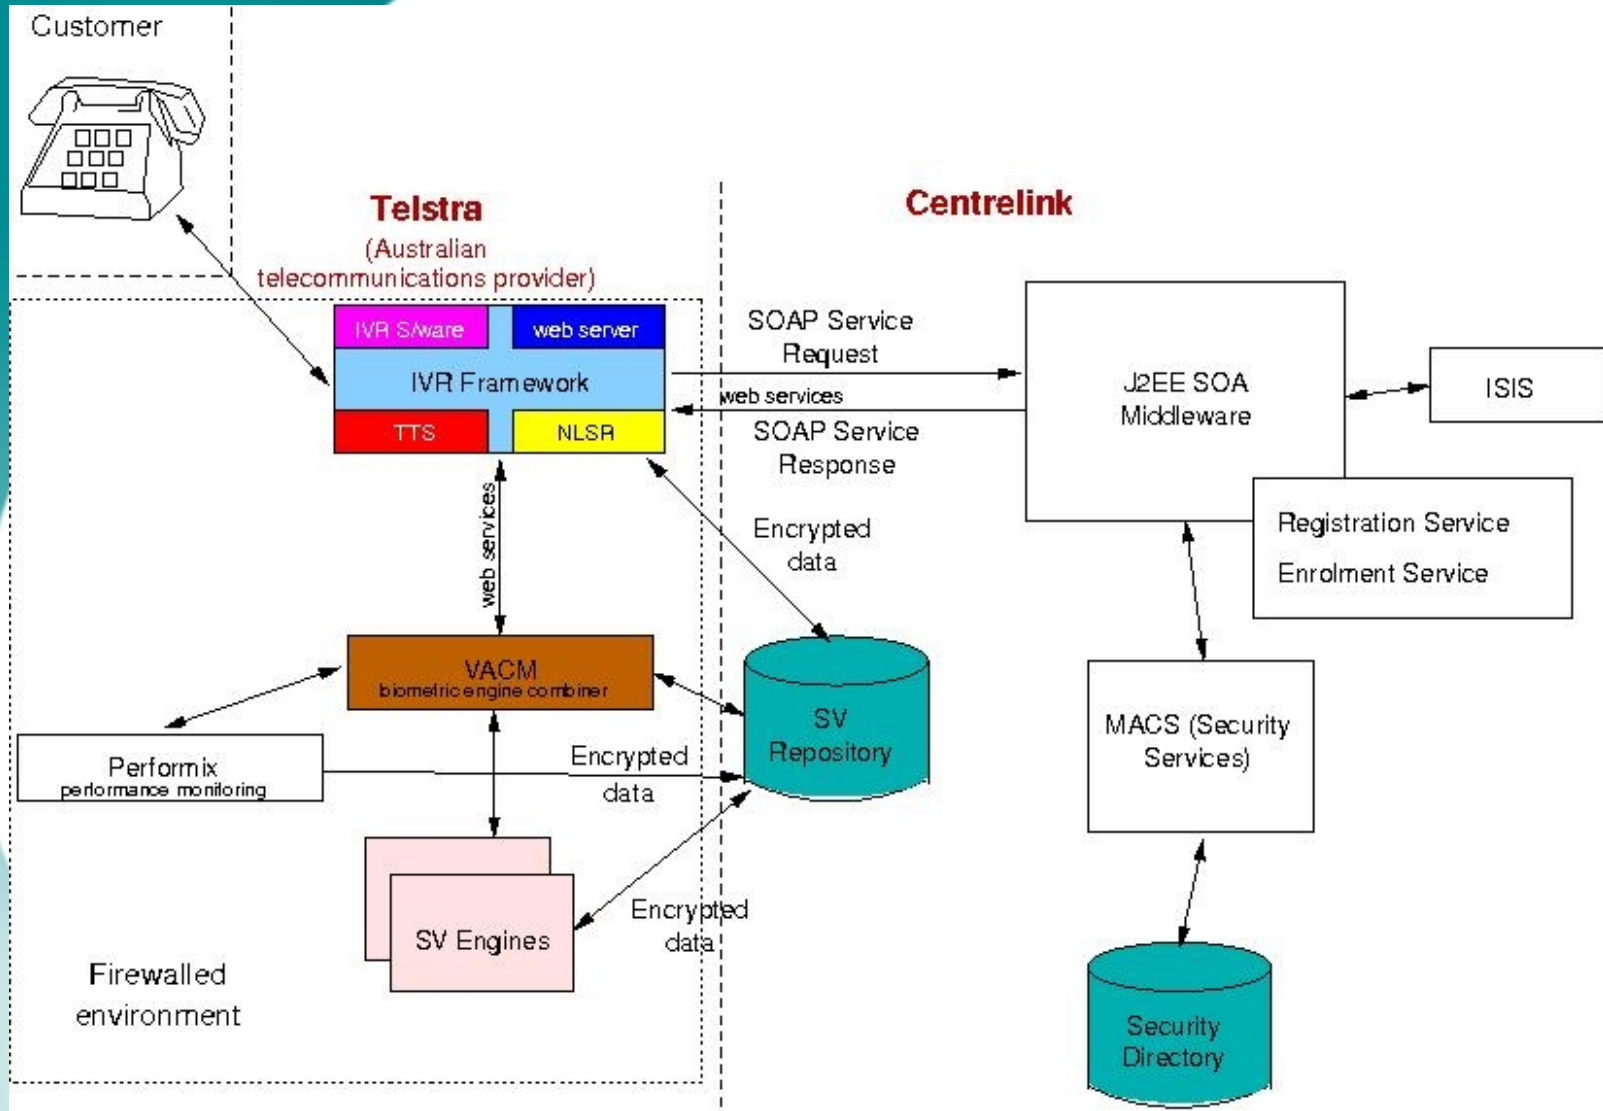 Customer
Telstra
(Australian
telecommunications provider)
Centrelink
IVR S/ware
web server
IVR Framework
TTS
NLSR
SOAP Service
Request
web services
SOAP Service
Response
J2EE SOA
Middleware
ISIS
Registration Service
Enrolment Service
web services
Encrypted
data
VACM
biometric engine combiner
SV
Repository
MACS (Security
Services)
Performix
performance monitoring
Encrypted
data
SV Engines
Encrypted
data
Firewalled
environment
Security
Directory